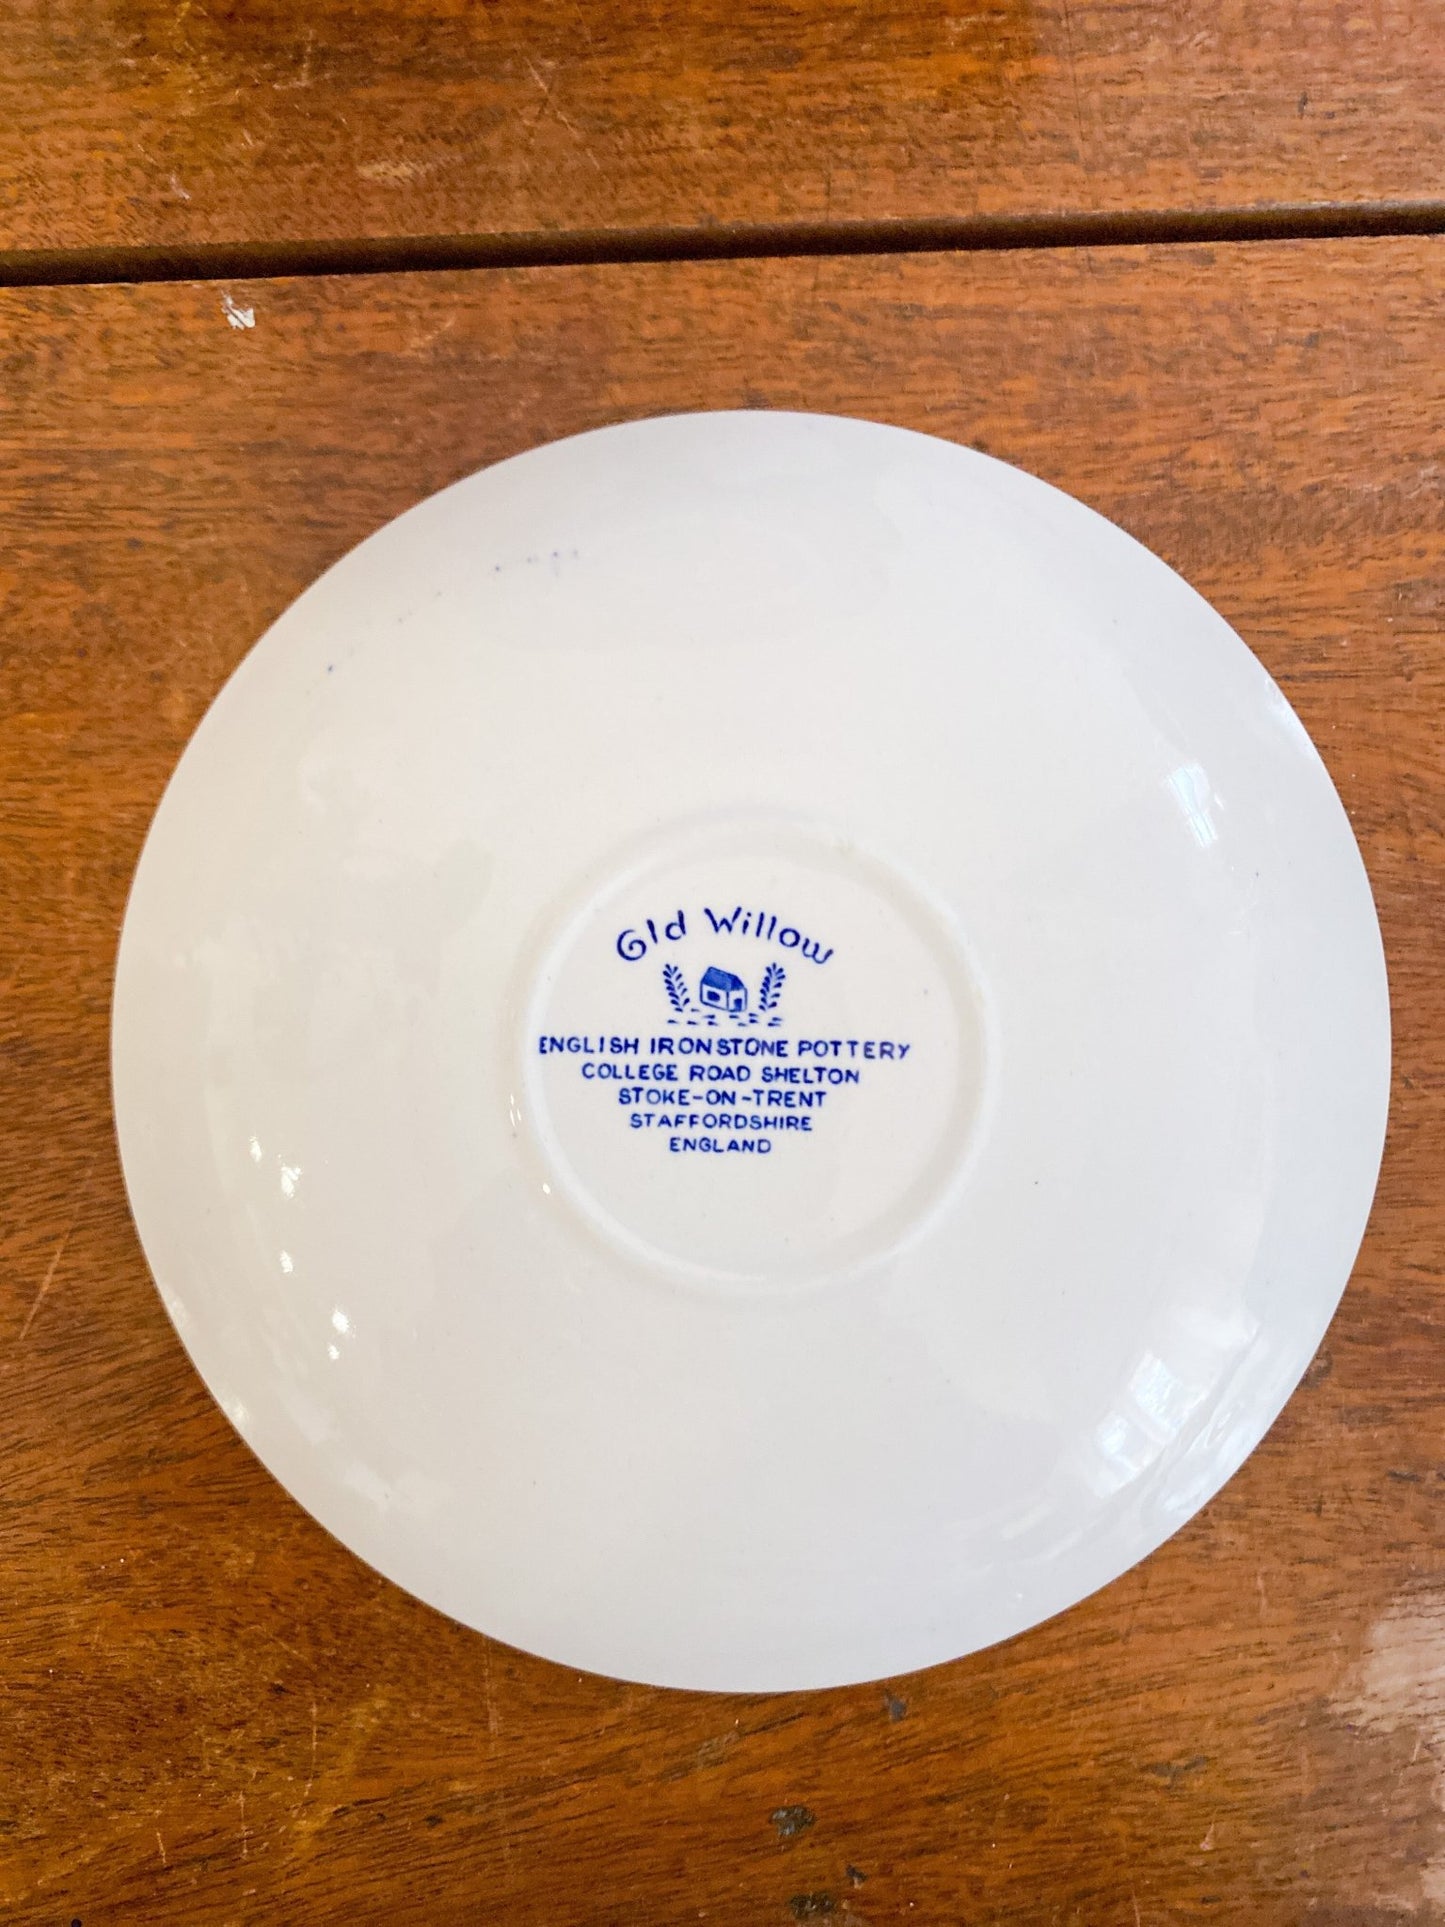 Old Willow
ENGLISH IRONSTONE POTTERY
COLLEGE ROAD SHELTON
STOKE-ON-TRENT
STAFFORDSHIRE
ENGLAND